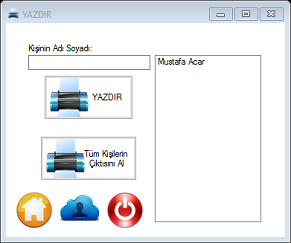 YAZDIR
Kişinin Adı Soyadı:
Mustafa Acar
YAZDIR
Tüm Kişilerin
Çıktısını Al